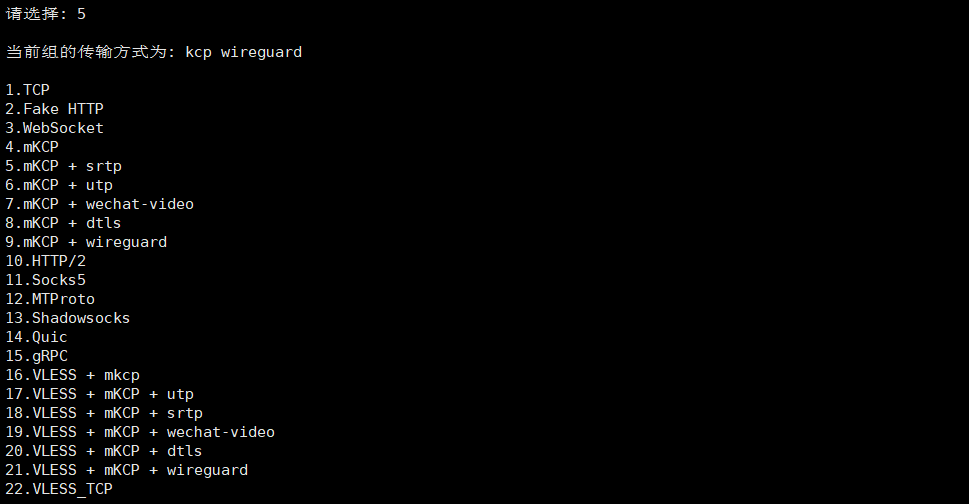 请选择: 5
当前组的传输方式为: kcp wireguard
1.TCP
2.Fake HTTP
3.WebSocket
4.mKCP
5.mKCP + srtp
6.mKCP + utp
7.mKCP + wechat-video
8.mKCP + dtls
9.mKCP + wireguard
10.HTTP/2
11.Socks5
12.MTProto
13.Shadowsocks
14.Quic
15.gRPC
16.VLESS + mkcp
17.VLESS + mKCP + utp
18.VLESS + mKCP + srtp
19.VLESS + mKCP + wechat-video
20.VLESS + mKCP + dtls
21.VLESS + mKCP + wireguard
22.VLESS_TCP